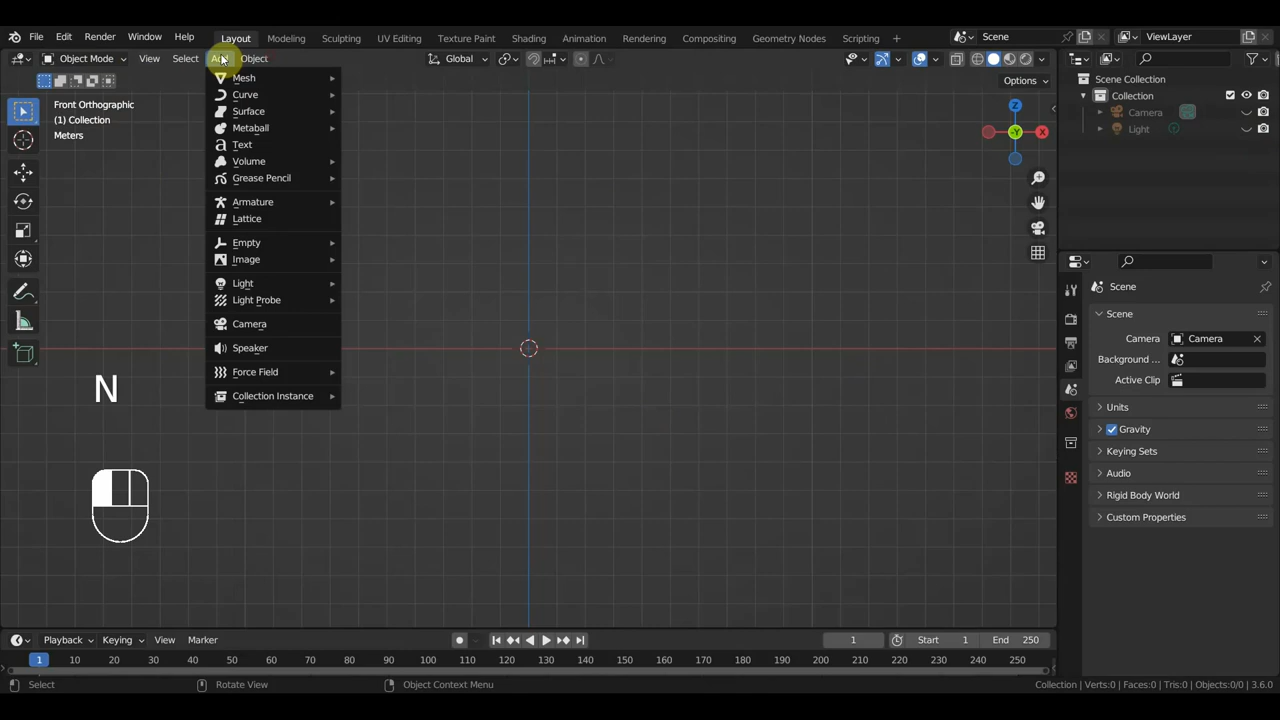 File Edit Render Window Help Layout Modeling Sculpting UV Editing Texture Paint Shading Animation Rendering Compositing Geometry Nodes Scripting + Scene ViewLayer
Object Mode View Select Add Object Global
Options
Front Orthographic
(1) Collection
Meters
Mesh
Curve
Surface
Metaball
Text
Volume
Grease Pencil
Armature
Lattice
Empty
Image
Light
Light Probe
Camera
Speaker
Force Field
Collection Instance
N
Z
-Y X
Scene Collection
Collection
Camera
Light
Scene
Scene
Camera Camera
Background ...
Active Clip
Units
Gravity
Keying Sets
Audio
Rigid Body World
Custom Properties
Playback Keying View Marker 1 Start 1 End 250
1 10 20 30 40 50 60 70 80 90 100 110 120 130 140 150 160 170 180 190 200 210 220 230 240 250
Select Rotate View Object Context Menu Collection | Verts:0 | Faces:0 | Tris:0 | Objects:0/0 | 3.6.0